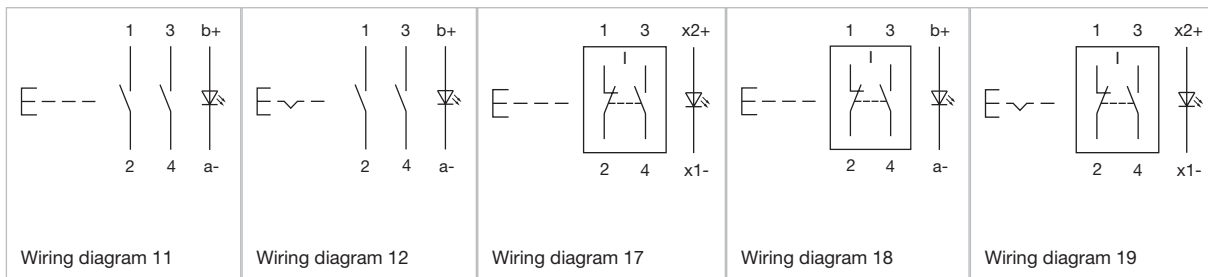 1 3 b+
2 4 a-
Wiring diagram 11
1 3 b+
2 4 a-
Wiring diagram 12
1 3 x2+
I
2 4 x1-
Wiring diagram 17
1 3 b+
I
2 4 a-
Wiring diagram 18
1 3 x2+
I
2 4 x1-
Wiring diagram 19